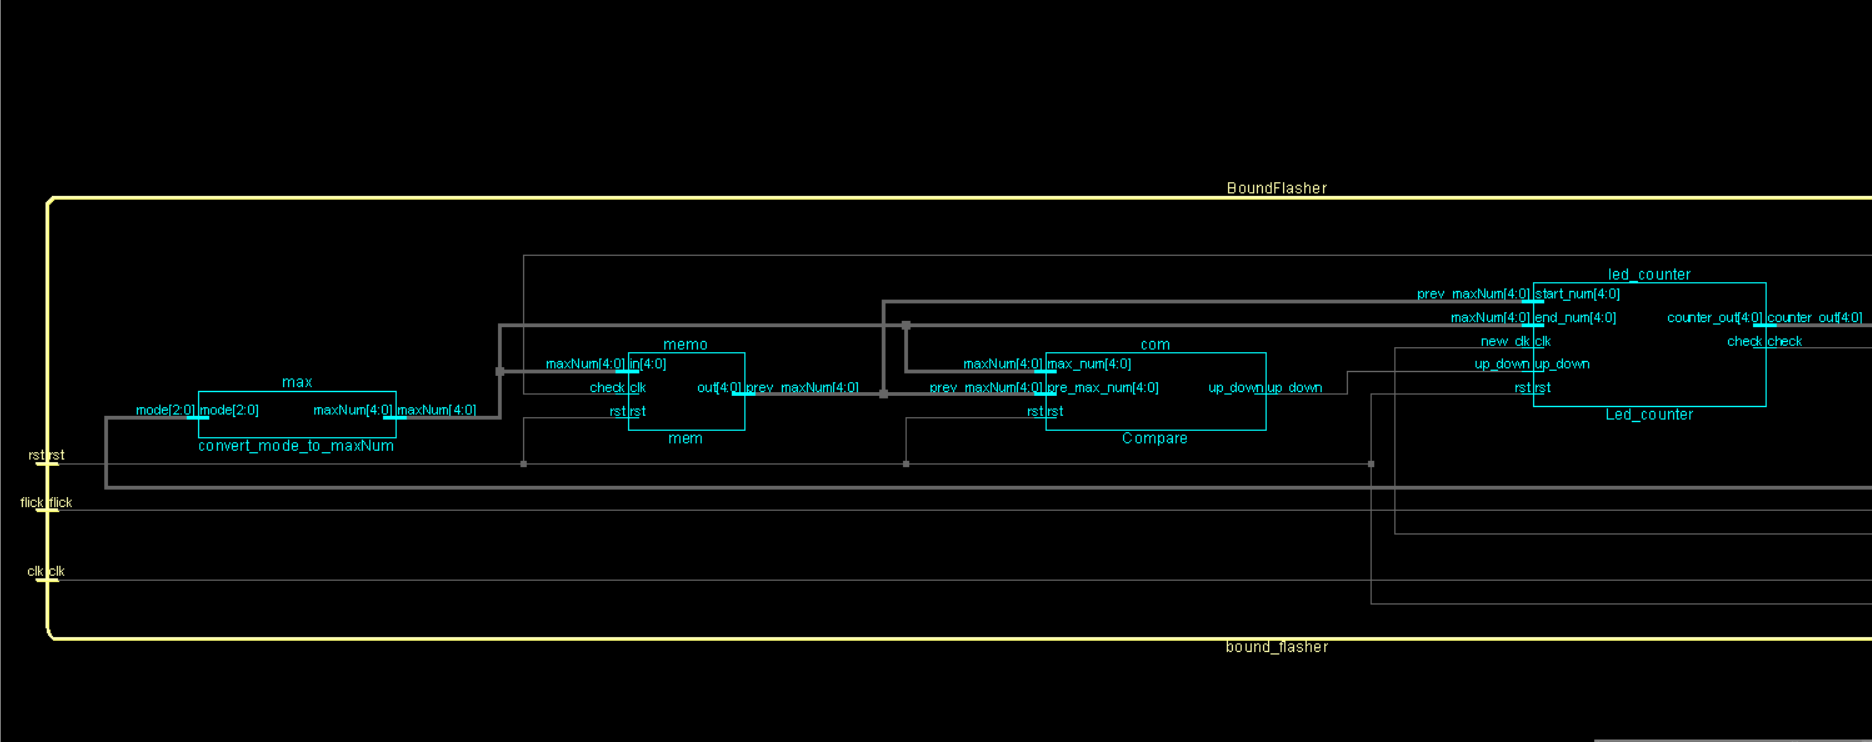 BoundFlasher
led_counter
prev_maxNum[4:0] start_num[4:0]
maxNum[4:0] end_num[4:0]
counter_out[4:0] counter_out[4:0]
new_clk clk
check check
up_down up_down
rst rst
Led_counter
memo
maxNum[4:0] in[4:0]
check clk
out[4:0] prev_maxNum[4:0]
rst rst
mem
com
maxNum[4:0] max_num[4:0]
prev_maxNum[4:0] pre_max_num[4:0]
up_down up_down
rst rst
Compare
max
mode[2:0] mode[2:0]
maxNum[4:0] maxNum[4:0]
convert_mode_to_maxNum
rst rst
flick flick
clk clk
bound_flasher